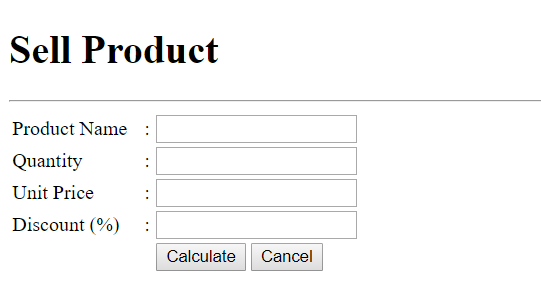 Sell Product
Product Name :
Quantity :
Unit Price :
Discount (%) :
Calculate Cancel